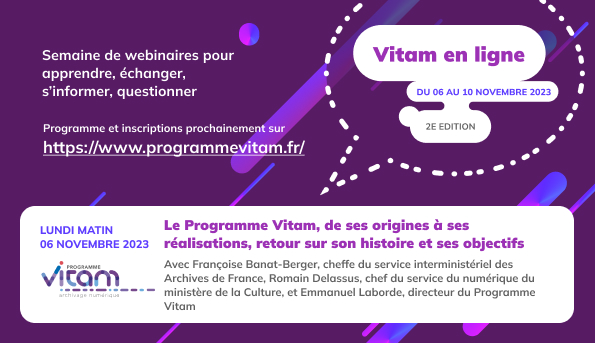 Semaine de webinaires pour
apprendre, échanger,
s'informer, questionner
Programme et inscriptions prochainement sur
https://www.programmevitam.fr/
Vitam en ligne
DU 06 AU 10 NOVEMBRE 2023
2E EDITION
LUNDI MATIN
06 NOVEMBRE 2023
PROGRAMME
vitam
archivage numérique
Le Programme Vitam, de ses origines à ses
réalisations, retour sur son histoire et ses objectifs
Avec Françoise Banat-Berger, cheffe du service interministériel des
Archives de France, Romain Delassus, chef du service du numérique du
ministère de la Culture, et Emmanuel Laborde, directeur du Programme
Vitam